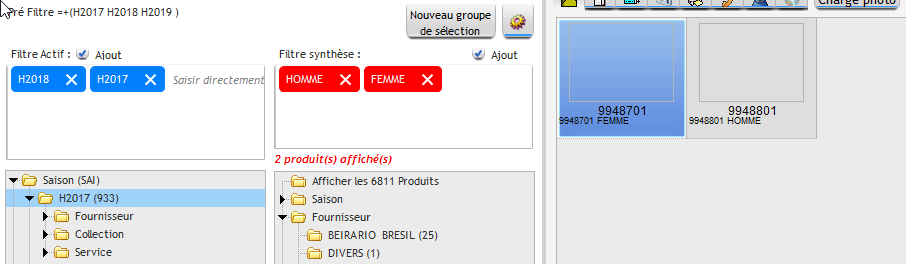 ré Filtre =+(H2017 H2018 H2019 )
Nouveau groupe
de sélection
Filtre Actif : Ajout
H2018 H2017 Saisir directement
Filtre synthèse : Ajout
HOMME FEMME
2 produit(s) affiché(s)
Saison (SAI)
H2017 (933)
Fournisseur
Collection
Service
Afficher les 6811 Produits
Saison
Fournisseur
BEIRARIO BRESIL (25)
DIVERS (1)
Charge photo
9948701
9948701 FEMME
9948801
9948801 HOMME